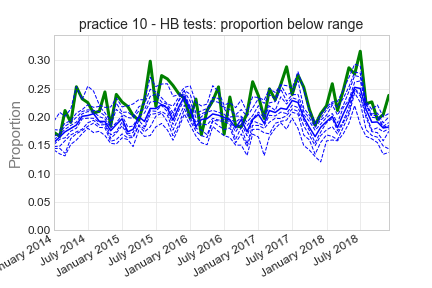 practice 10 - HB tests: proportion below range
Proportion
0.30
0.25
0.20
0.15
0.10
0.05
0.00
nuary 2014
July 2014
January 2015
July 2015
January 2016
July 2016
January 2017
July 2017
January 2018
July 2018